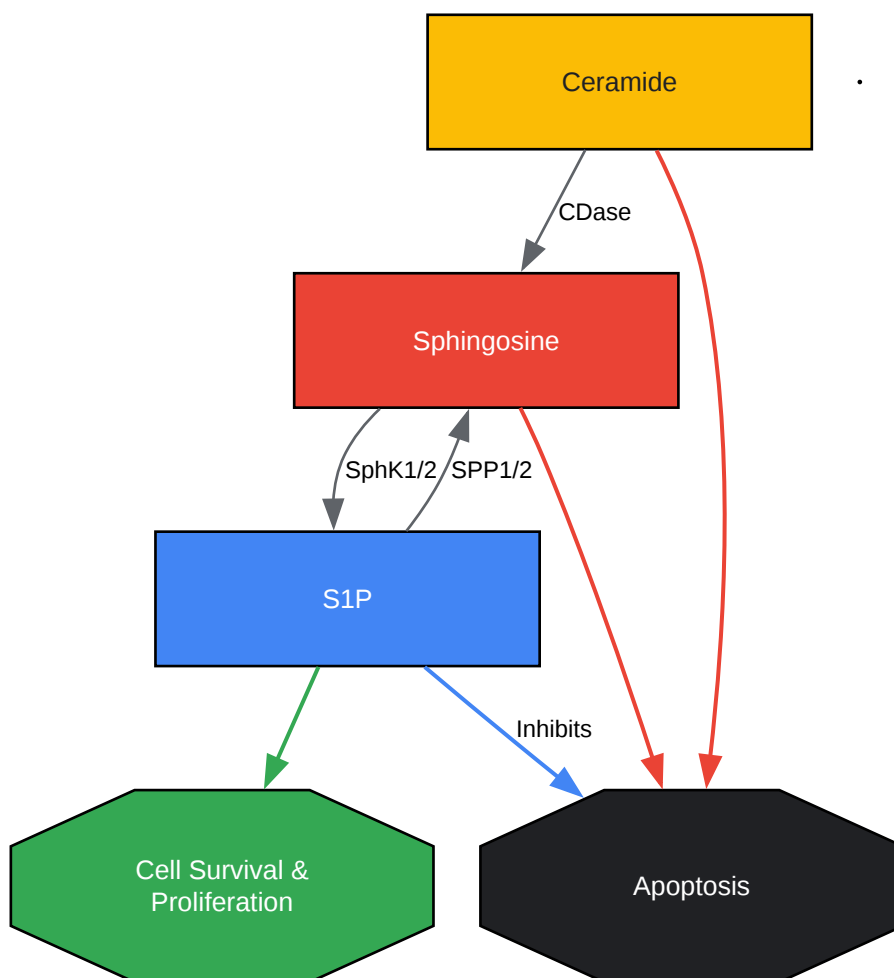 Ceramide
.
CDase
Sphingosine
SphK1/2
SPP1/2
S1P
Inhibits
Cell Survival &
Proliferation
Apoptosis